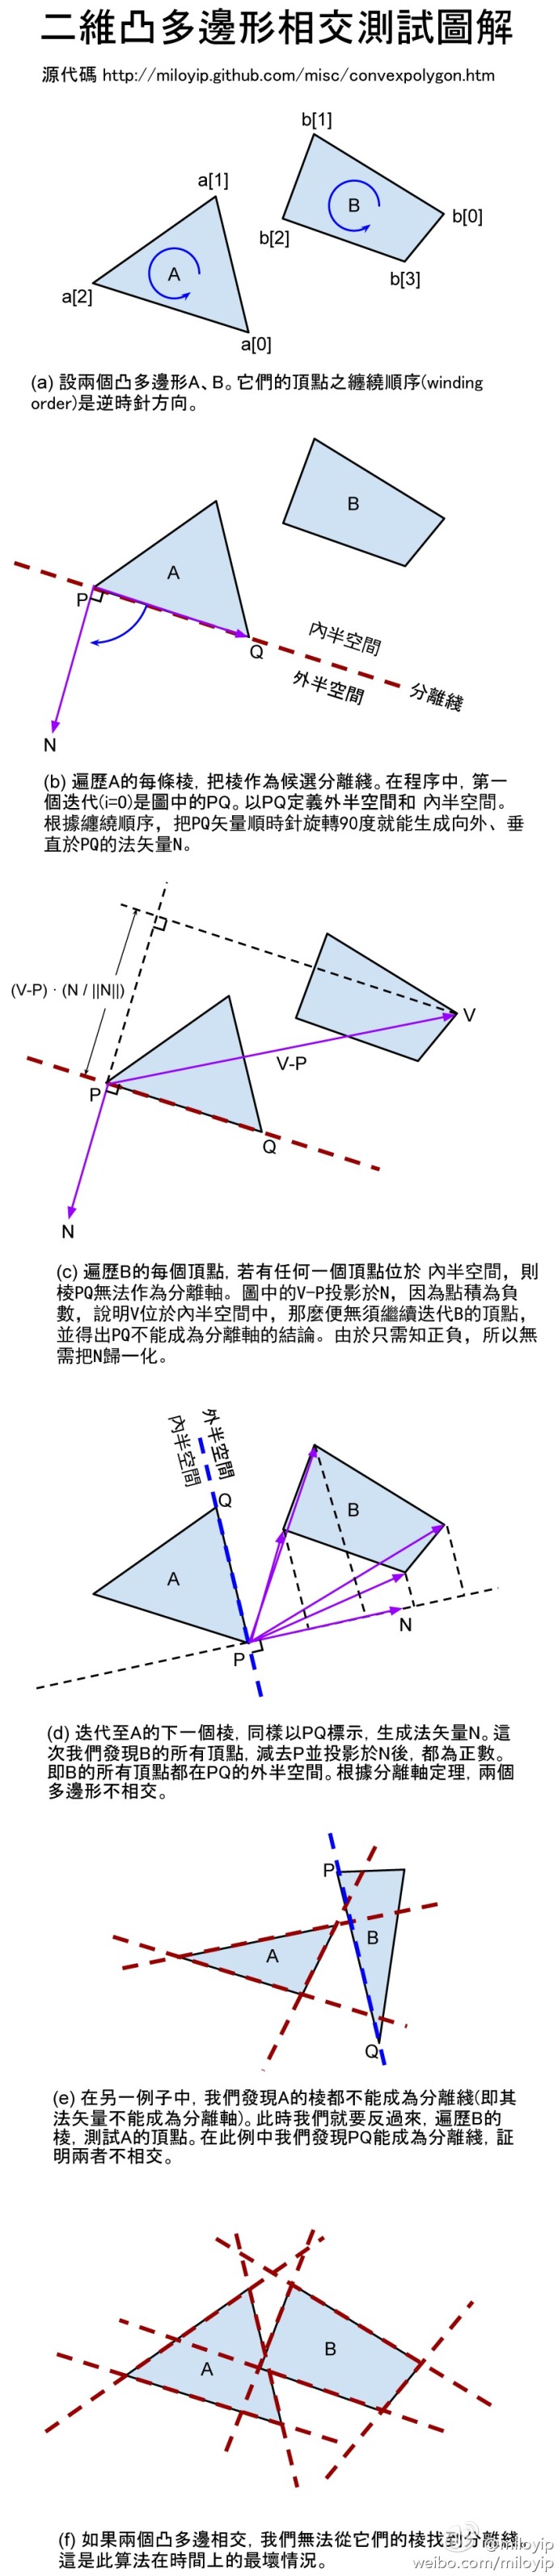 二維凸多邊形相交測試圖解
源代碼 http://miloyip.github.com/misc/convexpolygon.htm
b[1]
a[1]
B
b[0]
b[2]
A
b[3]
a[2]
a[0]
(a) 設兩個凸多邊形A、B。它們的頂點之纏繞順序(winding
order)是逆時針方向。
B
A
P
Q
內半空間
外半空間
分離綫
N
(b) 遍歷A的每條棱，把棱作為候選分離綫。在程序中，第一
個迭代(i=0)是圖中的PQ。以PQ定義外半空間和 內半空間。
根據纏繞順序，把PQ矢量順時針旋轉90度就能生成向外、垂
直於PQ的法矢量N。
(V-P) · (N / ||N||)
V
V-P
P
Q
N
(c) 遍歷B的每個頂點，若有任何一個頂點位於 內半空間，則
棱PQ無法作為分離軸。圖中的V-P投影於N，因為點積為負
數，說明V位於內半空間中，那麼便無須繼續迭代B的頂點，
並得出PQ不能成為分離軸的結論。由於只需知正負，所以無
需把N歸一化。
內半空間
外半空間
Q
B
A
N
P
(d) 迭代至A的下一個棱，同樣以PQ標示，生成法矢量N。這
次我們發現B的所有頂點，減去P並投影於N後，都為正數。
即B的所有頂點都在PQ的外半空間。根據分離軸定理，兩個
多邊形不相交。
P
B
A
Q
(e) 在另一例子中，我們發現A的棱都不能成為分離綫(即其
法矢量不能成為分離軸)。此時我們就要反過來，遍歷B的
棱，測試A的頂點。在此例中我們發現PQ能成為分離綫，証
明兩者不相交。
B
A
(f) 如果兩個凸多邊相交，我們無法從它們的棱找到分離綫。
這是此算法在時間上的最壞情況。
@miloyip
weibo.com/miloyip